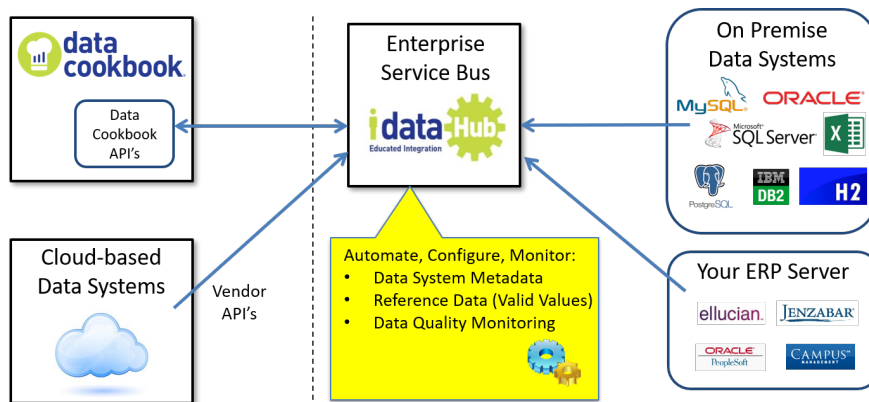 data
cookbook®
Data
Cookbook
API's
Cloud-based
Data Systems
Vendor
API's
Enterprise
Service Bus
idata Hub
Educated Integration
Automate, Configure, Monitor:
• Data System Metadata
• Reference Data (Valid Values)
• Data Quality Monitoring
On Premise
Data Systems
MySQL®
ORACLE®
Microsoft®
SQL Server®
X
PostgreSQL
IBM
DB2
H2
Your ERP Server
ellucian.
JENZABAR®
ORACLE®
PeopleSoft
CAMPUS
MANAGEMENT